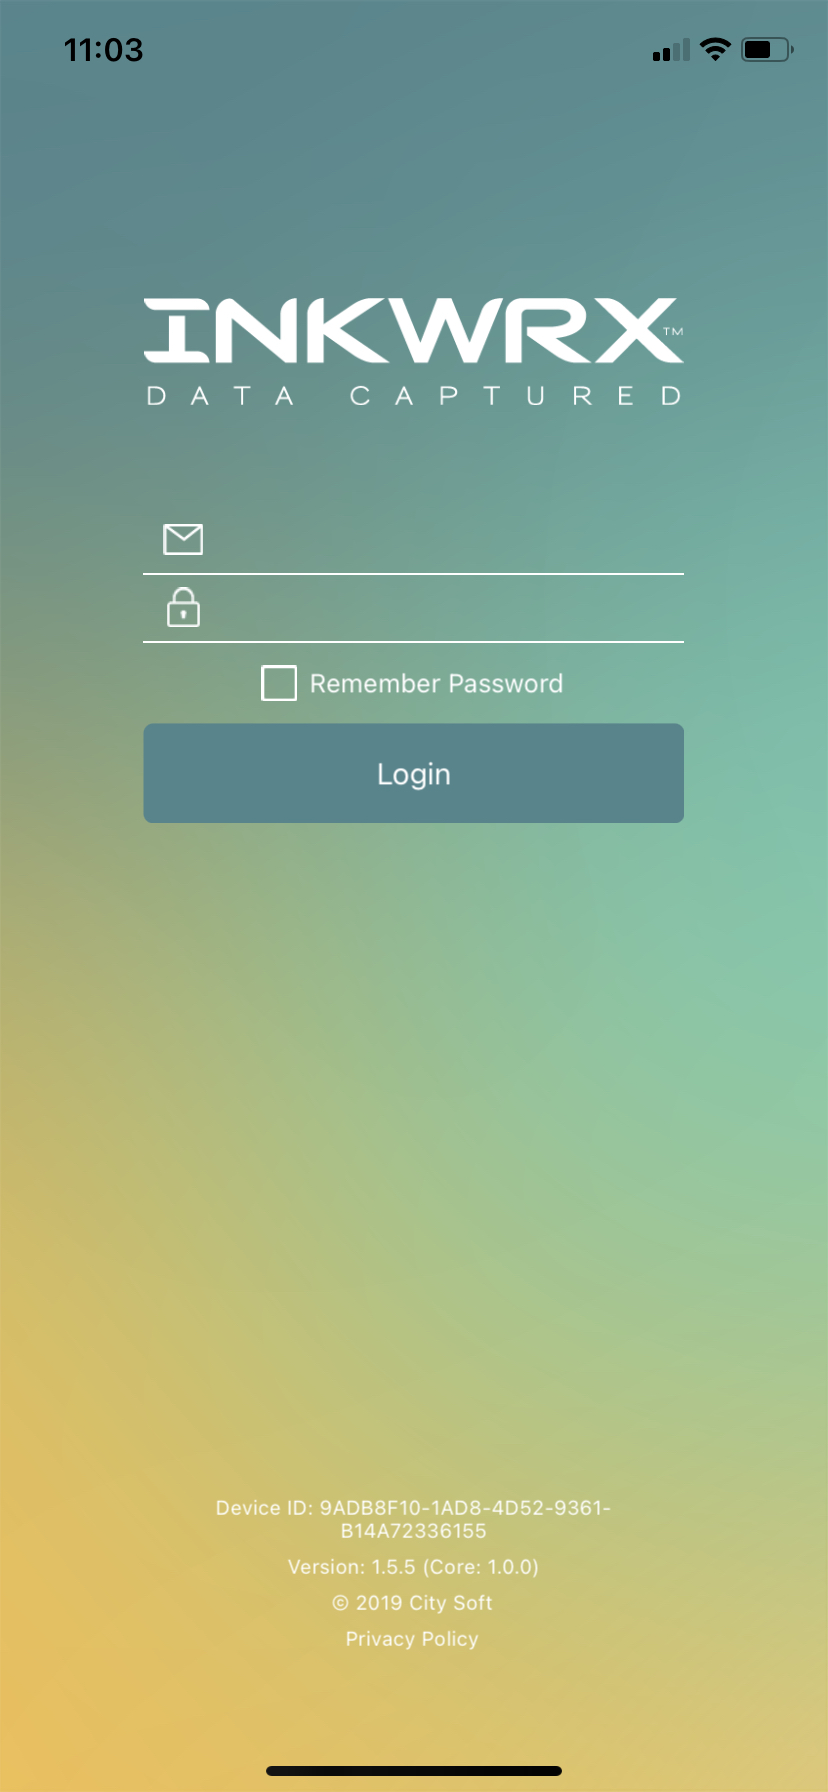 11:03
INKWRX™
DATA CAPTURED
Remember Password
Login
Device ID: 9ADB8F10-1AD8-4D52-9361-
B14A72336155
Version: 1.5.5 (Core: 1.0.0)
© 2019 City Soft
Privacy Policy